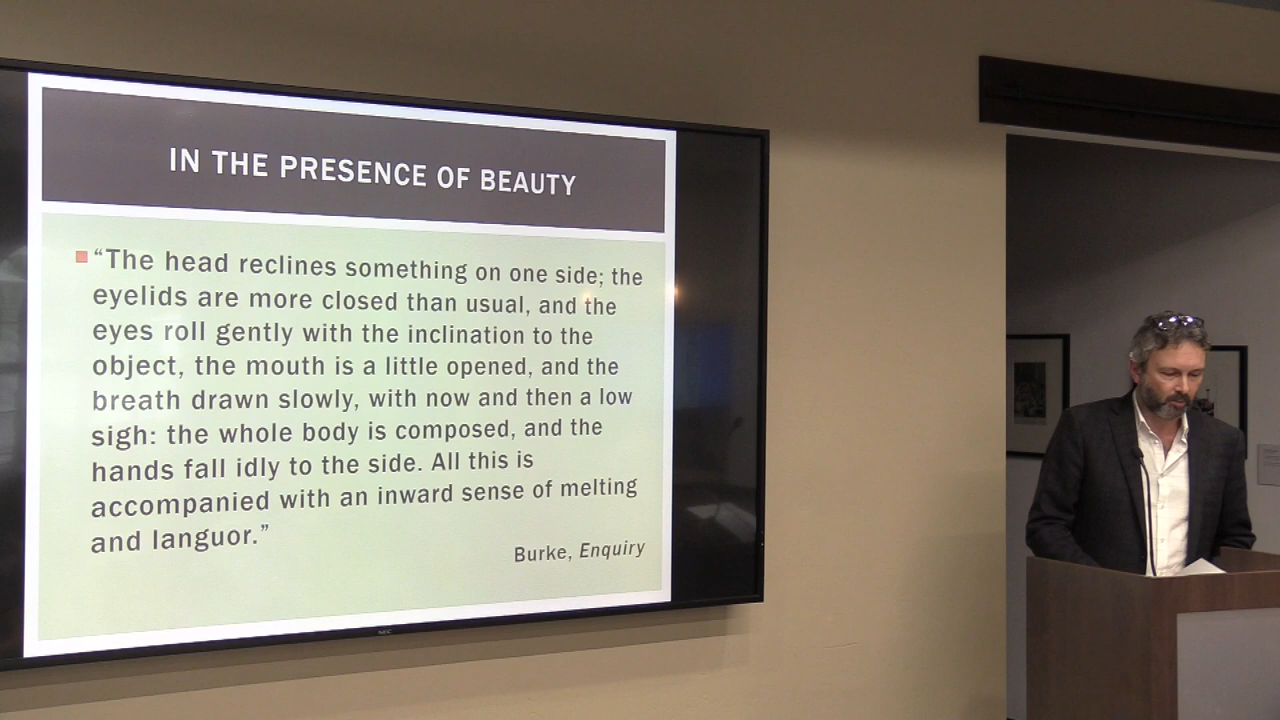 IN THE PRESENCE OF BEAUTY
“The head reclines something on one side; the
eyelids are more closed than usual, and the
eyes roll gently with the inclination to the
object, the mouth is a little opened, and the
breath drawn slowly, with now and then a low
sigh: the whole body is composed, and the
hands fall idly to the side. All this is
accompanied with an inward sense of melting
and languor.”
Burke, Enquiry
NEC